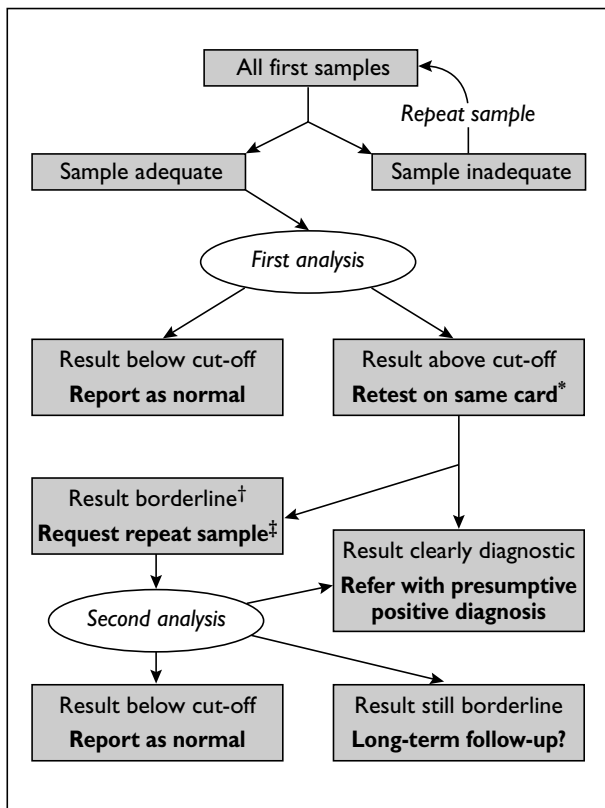 All first samples
Repeat sample
Sample adequate
Sample inadequate
First analysis
Result below cut-off
Report as normal
Result above cut-off
Retest on same card*
Result borderline†
Request repeat sample‡
Result clearly diagnostic
Refer with presumptive
positive diagnosis
Second analysis
Result below cut-off
Report as normal
Result still borderline
Long-term follow-up?